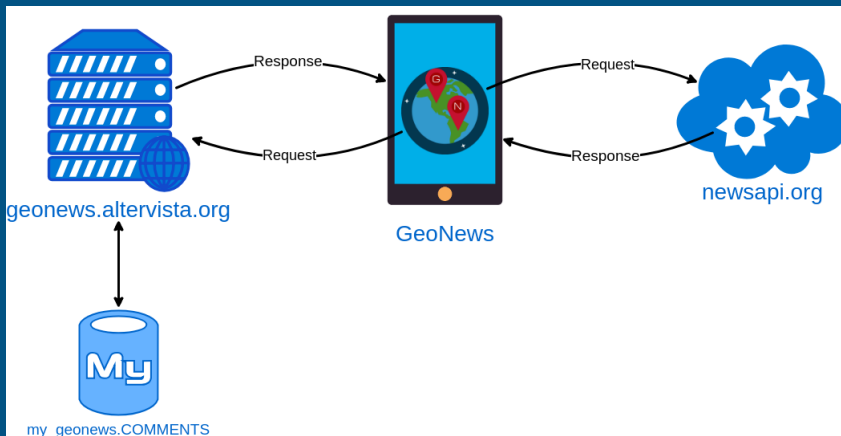 Response
Request
G
N
Request
Response
geonews.altervista.org
GeoNews
newsapi.org
My
my_geonews.COMMENTS